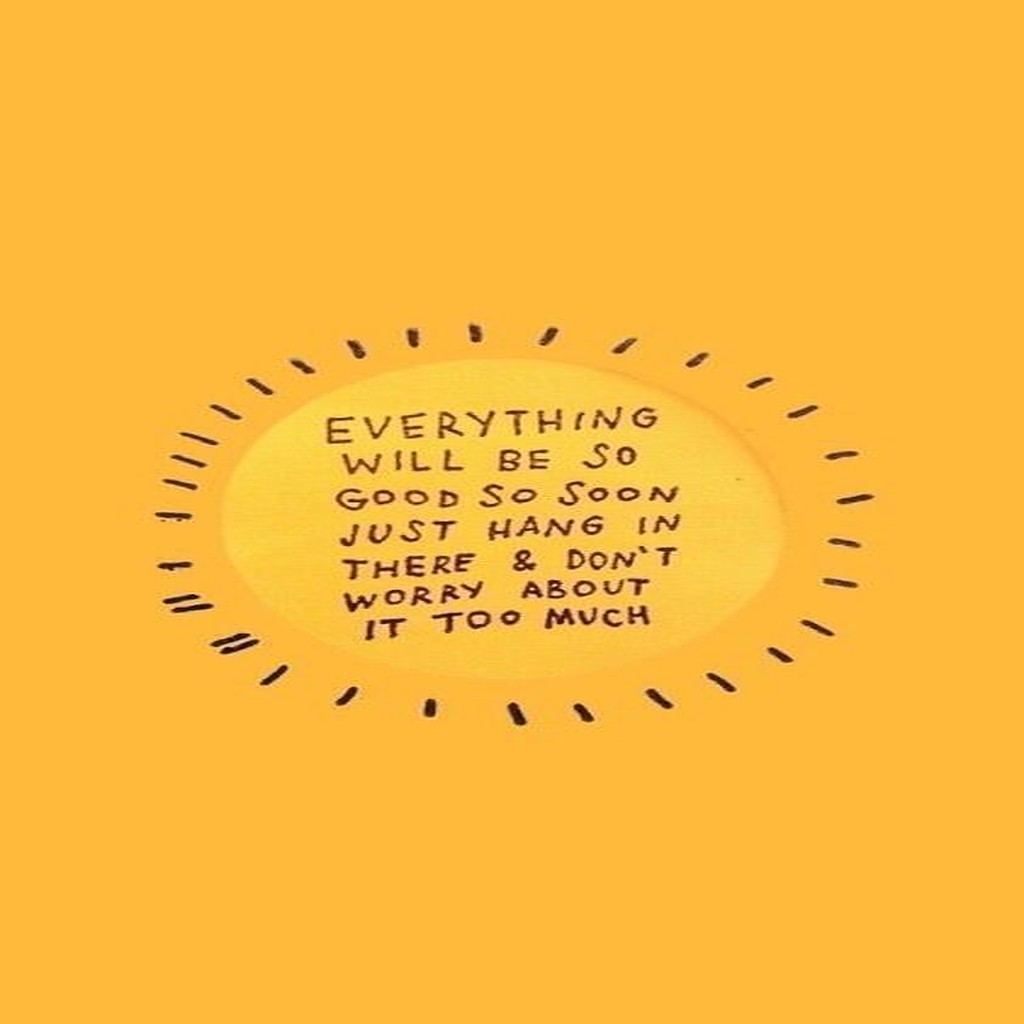 EVERYTHING
WILL BE SO
GOOD SO SOON
JUST HANG IN
THERE & DON'T
WORRY ABOUT
IT TOO MUCH